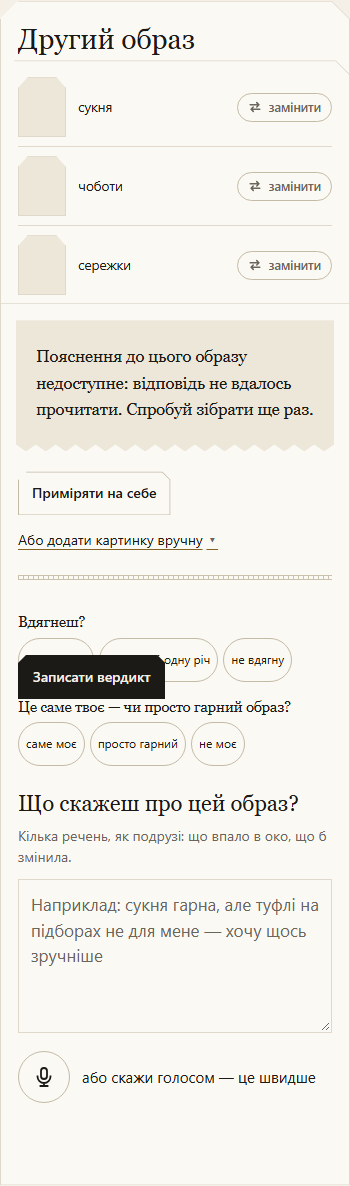 Другий образ
сукня
замінити
чоботи
замінити
сережки
замінити
Пояснення до цього образу
недоступне: відповідь не вдалось
прочитати. Спробуй зібрати ще раз.
Приміряти на себе
Або додати картинку вручну
Вдягнеш?
одну річ
не вдягну
Записати вердикт
Це саме твоє — чи просто гарний образ?
саме моє
просто гарний
не моє
Що скажеш про цей образ?
Кілька речень, як подрузі: що впало в око, що б
змінила.
Наприклад: сукня гарна, але туфлі на
підборах не для мене — хочу щось
зручніше
або скажи голосом — це швидше